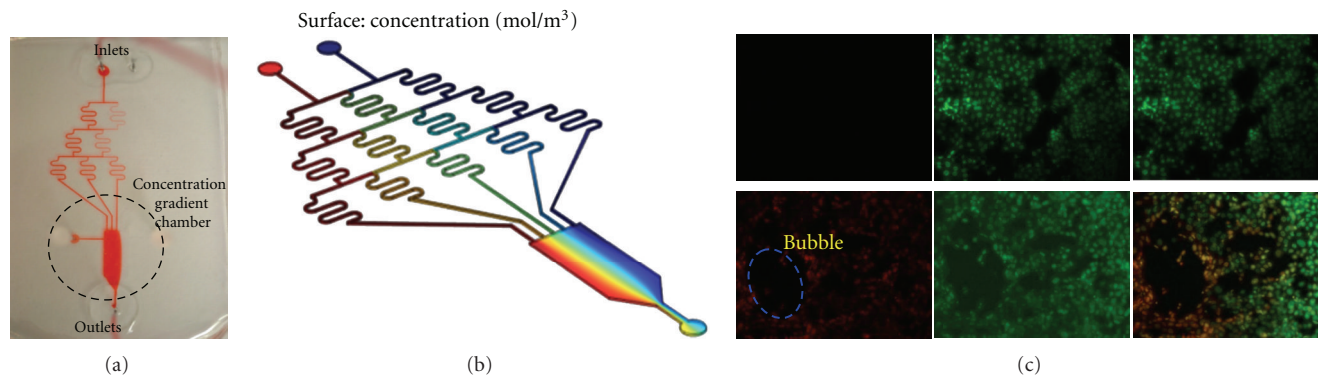 Surface: concentration (mol/m³)
Inlets
Concentration
gradient
chamber
Outlets
Bubble
(a)
(b)
(c)